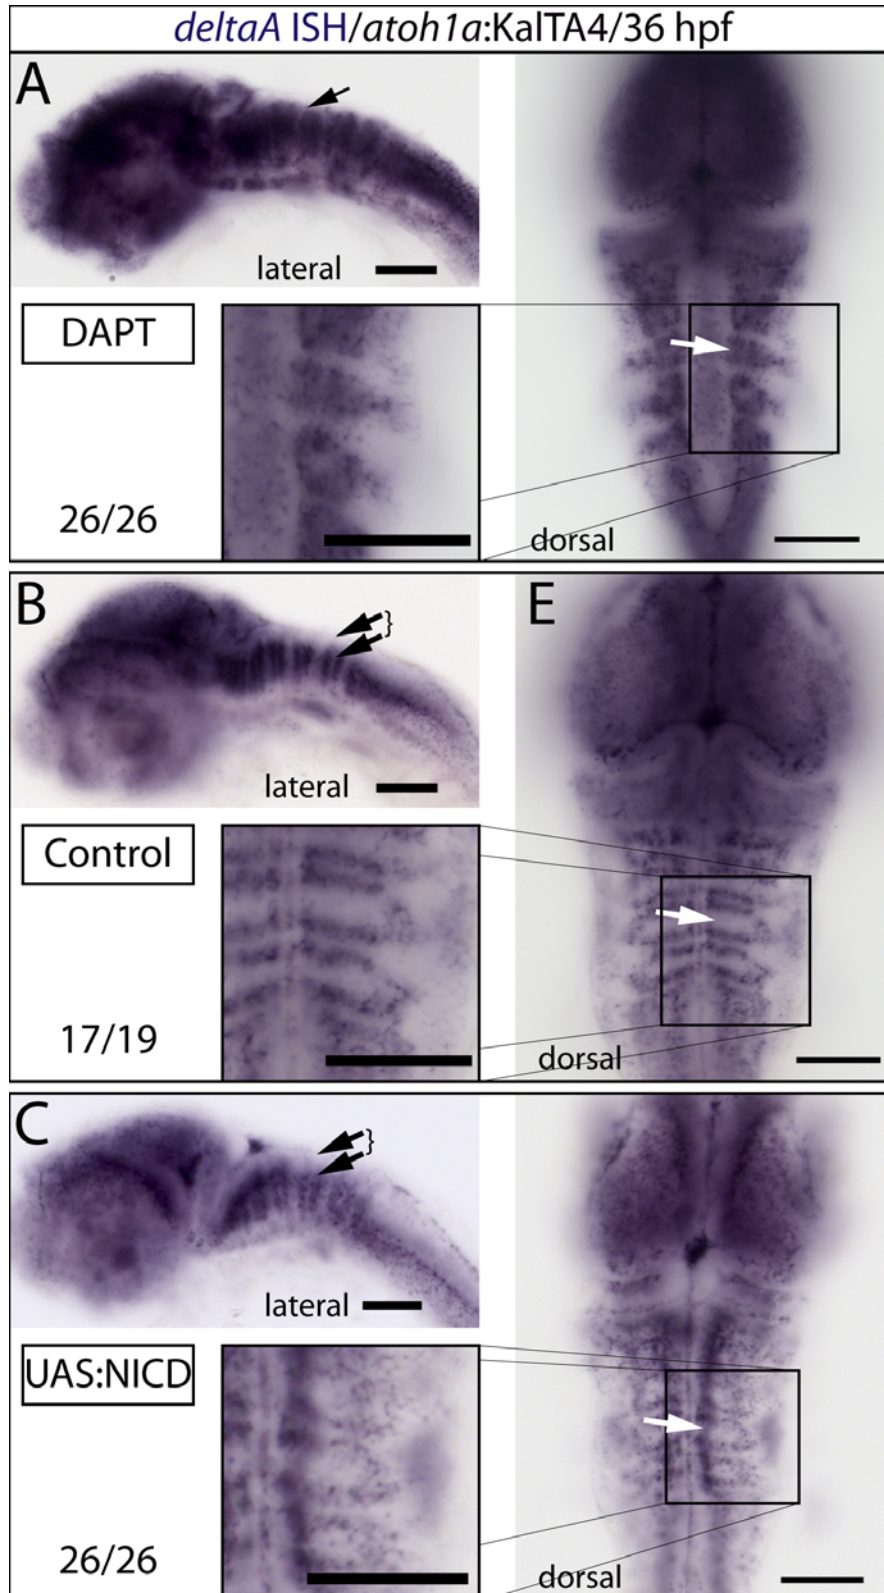 deltaA ISH/atoh1a:KalTA4/36 hpf
A
lateral
DAPT
26/26
dorsal
B
E
lateral
Control
17/19
dorsal
C
lateral
UAS:NICD
26/26
dorsal